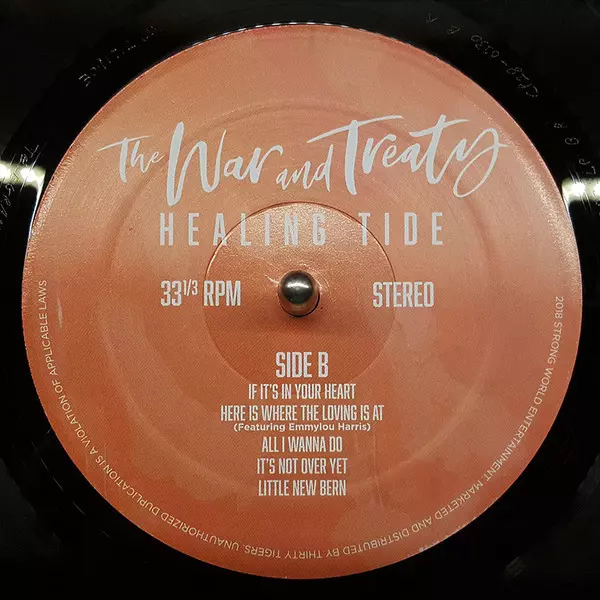 The War and Treaty
HEALING TIDE
33 1/3 RPM
STEREO
SIDE B
IF IT'S IN YOUR HEART
HERE IS WHERE THE LOVING IS AT
(Featuring Emmylou Harris)
ALL I WANNA DO
IT'S NOT OVER YET
LITTLE NEW BERN
2018 STRONG WORLD ENTERTAINMENT. MARKETED AND DISTRIBUTED BY THIRTY TIGERS. UNAUTHORIZED DUPLICATION IS A VIOLATION OF APPLICABLE LAWS